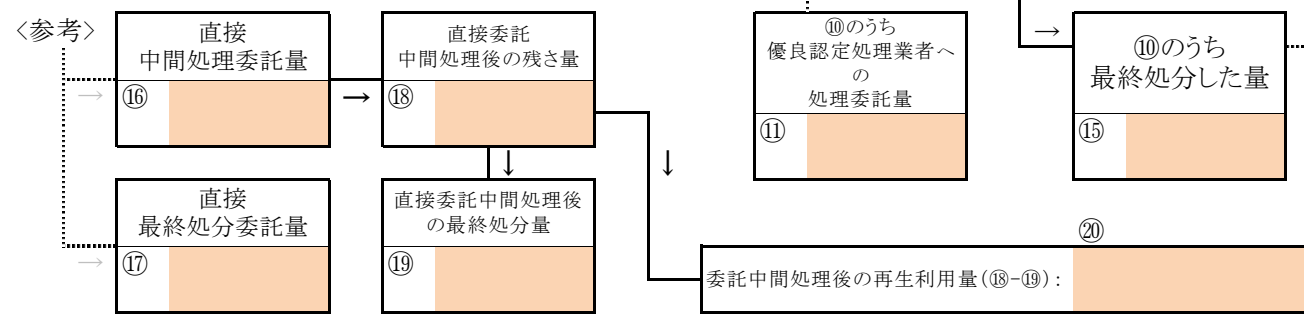 〈参考〉
直接
中間処理委託量
⑯
→
直接委託
中間処理後の残さ量
⑱
→
⑩のうち
優良認定処理業者へ
の
処理委託量
⑪
→
⑩のうち
最終処分した量
⑮
↓
↓
直接
最終処分委託量
⑰
→
直接委託中間処理後
の最終処分量
⑲
⑳
委託中間処理後の再生利用量(⑱-⑲)：